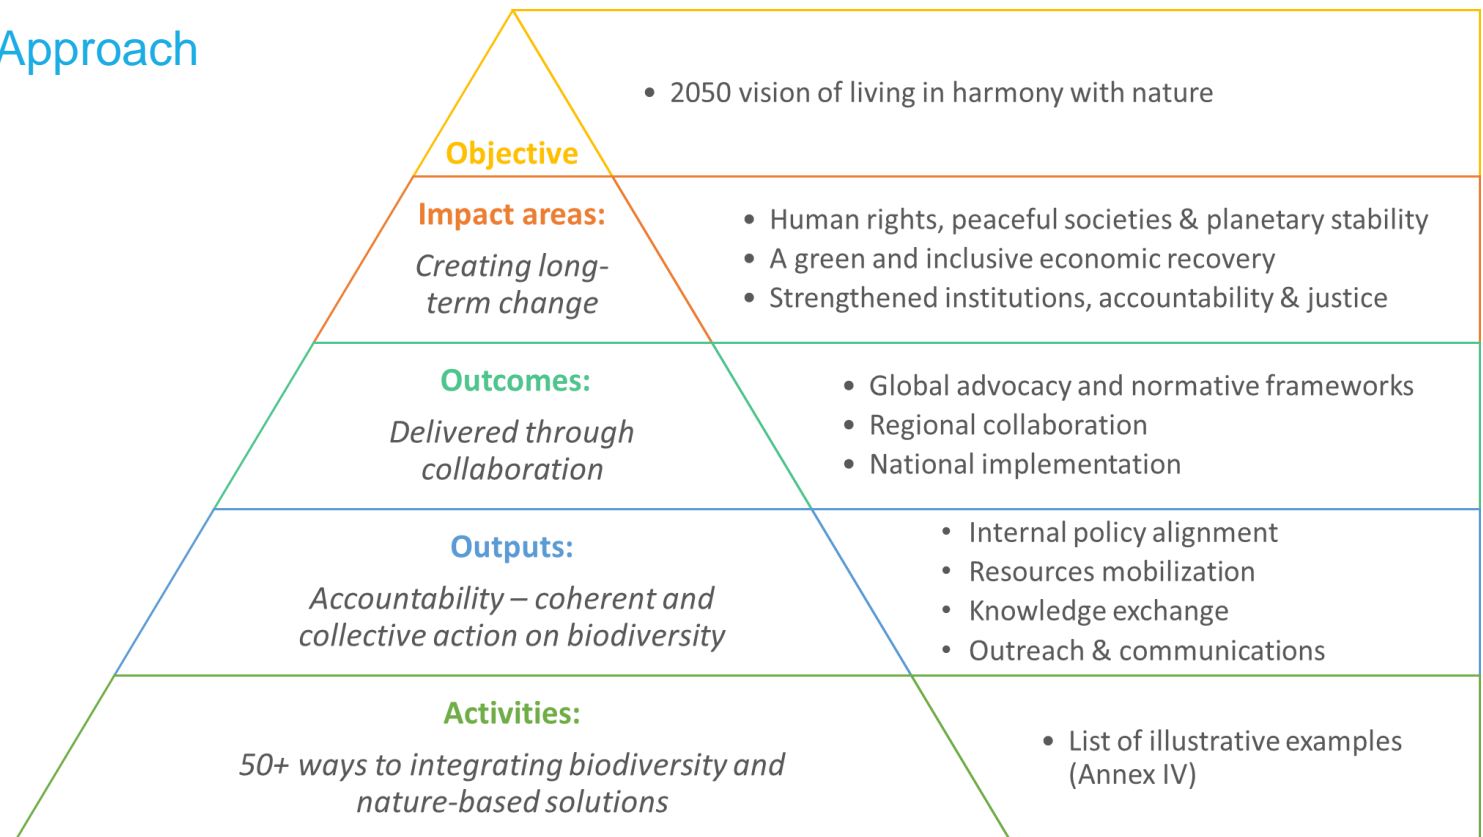 Approach
• 2050 vision of living in harmony with nature
Objective
Impact areas:
Creating long-
term change
• Human rights, peaceful societies & planetary stability
• A green and inclusive economic recovery
• Strengthened institutions, accountability & justice
Outcomes:
Delivered through
collaboration
• Global advocacy and normative frameworks
• Regional collaboration
• National implementation
Outputs:
Accountability – coherent and
collective action on biodiversity
• Internal policy alignment
• Resources mobilization
• Knowledge exchange
• Outreach & communications
Activities:
50+ ways to integrating biodiversity and
nature-based solutions
• List of illustrative examples
(Annex IV)